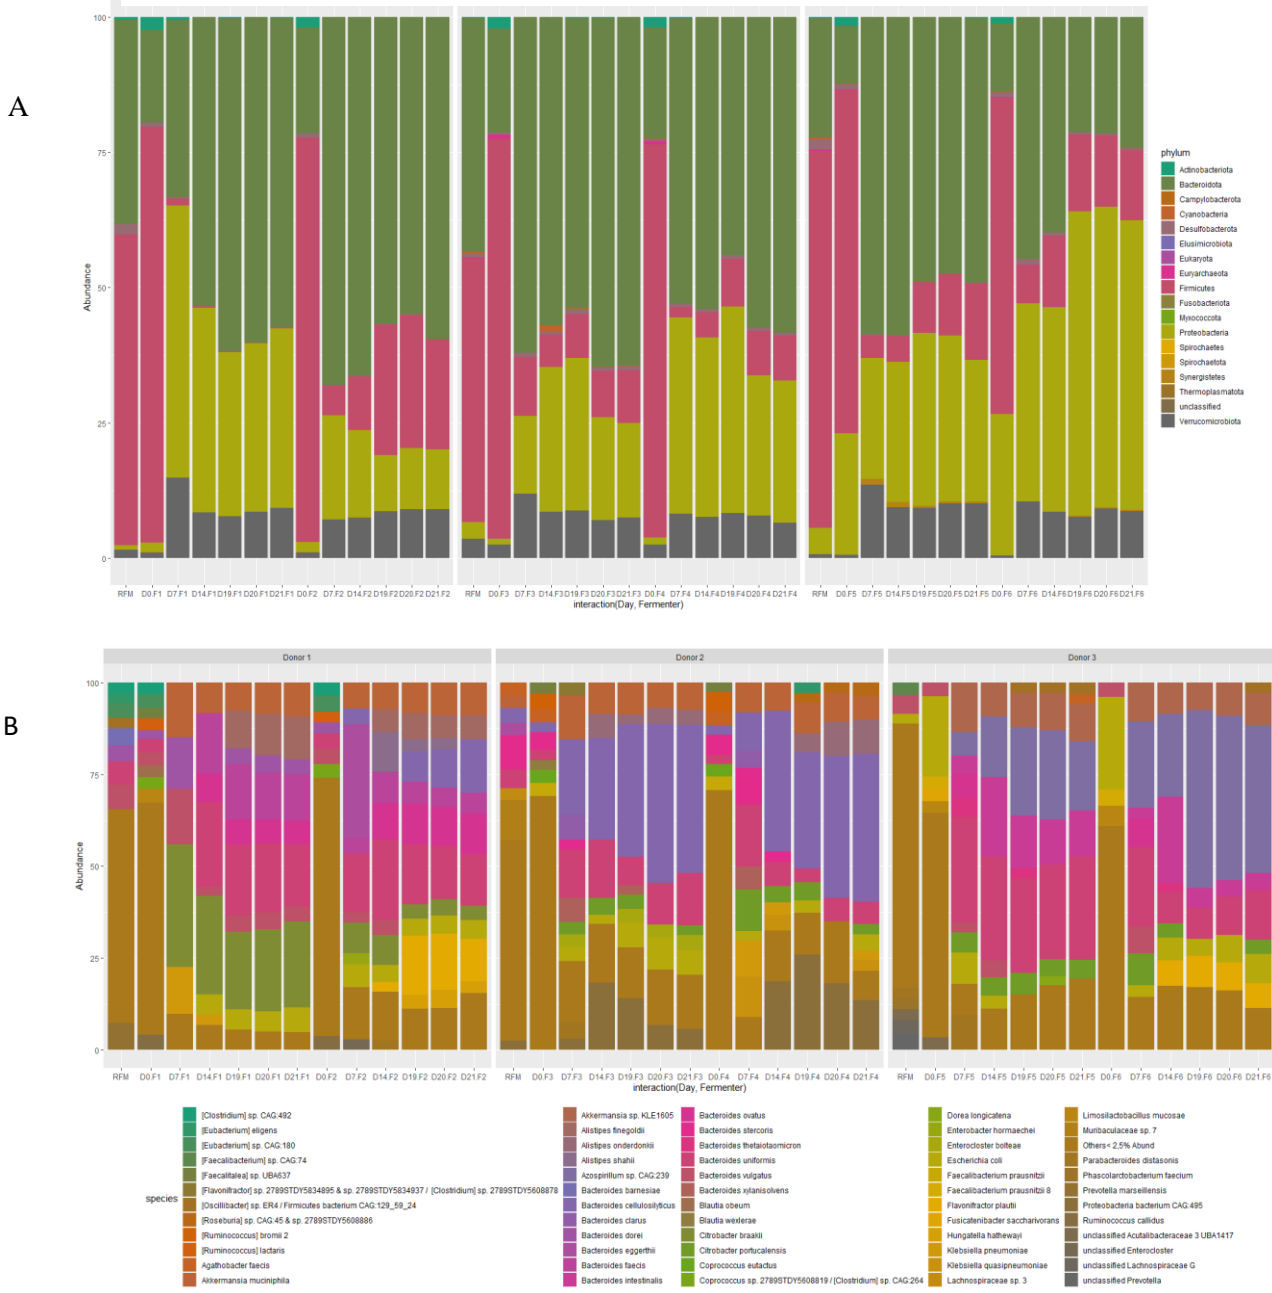 A
100
75
50
25
0
Abundance
RFM D0.F1 D7.F1 D14.F1 D19.F1 D20.F1 D21.F1 D0.F2 D7.F2 D14.F2 D19.F2 D20.F2 D21.F2
RFM D0.F3 D7.F3 D14.F3 D19.F3 D20.F3 D21.F3 D0.F4 D7.F4 D14.F4 D19.F4 D20.F4 D21.F4
RFM D0.F5 D7.F5 D14.F5 D19.F5 D20.F5 D21.F5 D0.F6 D7.F6 D14.F6 D19.F6 D20.F6 D21.F6
interaction(Day, Fermenter)
phylum
Actinobacteriota
Bacteroidota
Campylobacterota
Cyanobacteria
Desulfobacterota
Elusimicrobiota
Eukaryota
Euryarchaeota
Firmicutes
Fusobacteriota
Myxococcota
Proteobacteria
Spirochaetes
Spirochaetota
Synergistetes
Thermoplasmatota
unclassified
Verrucomicrobiota
B
Donor 1
Donor 2
Donor 3
100
75
50
25
0
Abundance
RFM D0.F1 D7.F1 D14.F1 D19.F1 D20.F1 D21.F1 D0.F2 D7.F2 D14.F2 D19.F2 D20.F2 D21.F2
RFM D0.F3 D7.F3 D14.F3 D19.F3 D20.F3 D21.F3 D0.F4 D7.F4 D14.F4 D19.F4 D20.F4 D21.F4
RFM D0.F5 D7.F5 D14.F5 D19.F5 D20.F5 D21.F5 D0.F6 D7.F6 D14.F6 D19.F6 D20.F6 D21.F6
interaction(Day, Fermenter)
species
[Clostridium] sp. CAG:492
[Eubacterium] eligens
[Eubacterium] sp. CAG:180
[Faecalibacterium] sp. CAG:74
[Faecalitalea] sp. UBA637
[Flavonifractor] sp. 2789STDY5834895 & sp. 2789STDY5834937 / [Clostridium] sp. 2789STDY5608878
[Oscillibacter] sp. ER4 / Firmicutes bacterium CAG:129_59_24
[Roseburia] sp. CAG:45 & sp. 2789STDY5608886
[Ruminococcus] bromii 2
[Ruminococcus] lactaris
Agathobacter faecis
Akkermansia muciniphila
Akkermansia sp. KLE1605
Alistipes finegoldii
Alistipes onderdonkii
Alistipes shahii
Azospirillum sp. CAG:239
Bacteroides barnesiae
Bacteroides cellulosilyticus
Bacteroides clarus
Bacteroides dorei
Bacteroides eggerthii
Bacteroides faecis
Bacteroides intestinalis
Bacteroides ovatus
Bacteroides stercoris
Bacteroides thetaiotaomicron
Bacteroides uniformis
Bacteroides vulgatus
Bacteroides xylanisolvens
Blautia obeum
Blautia wexlerae
Citrobacter braakii
Citrobacter portucalensis
Coprococcus eutactus
Coprococcus sp. 2789STDY5608819 / [Clostridium] sp. CAG:264
Dorea longicatena
Enterobacter hormaechei
Enterocloster bolteae
Escherichia coli
Faecalibacterium prausnitzii
Faecalibacterium prausnitzii 8
Flavonifractor plautii
Fusicatenibacter saccharivorans
Hungatella hathewayi
Klebsiella pneumoniae
Klebsiella quasipneumoniae
Lachnospiraceae sp. 3
Limosilactobacillus mucosae
Muribaculaceae sp. 7
Others< 2,5% Abund
Parabacteroides distasonis
Phascolarctobacterium faecium
Prevotella marseillensis
Proteobacteria bacterium CAG:495
Ruminococcus callidus
unclassified Acutalibacteraceae 3 UBA1417
unclassified Enterocloster
unclassified Lachnospiraceae G
unclassified Prevotella